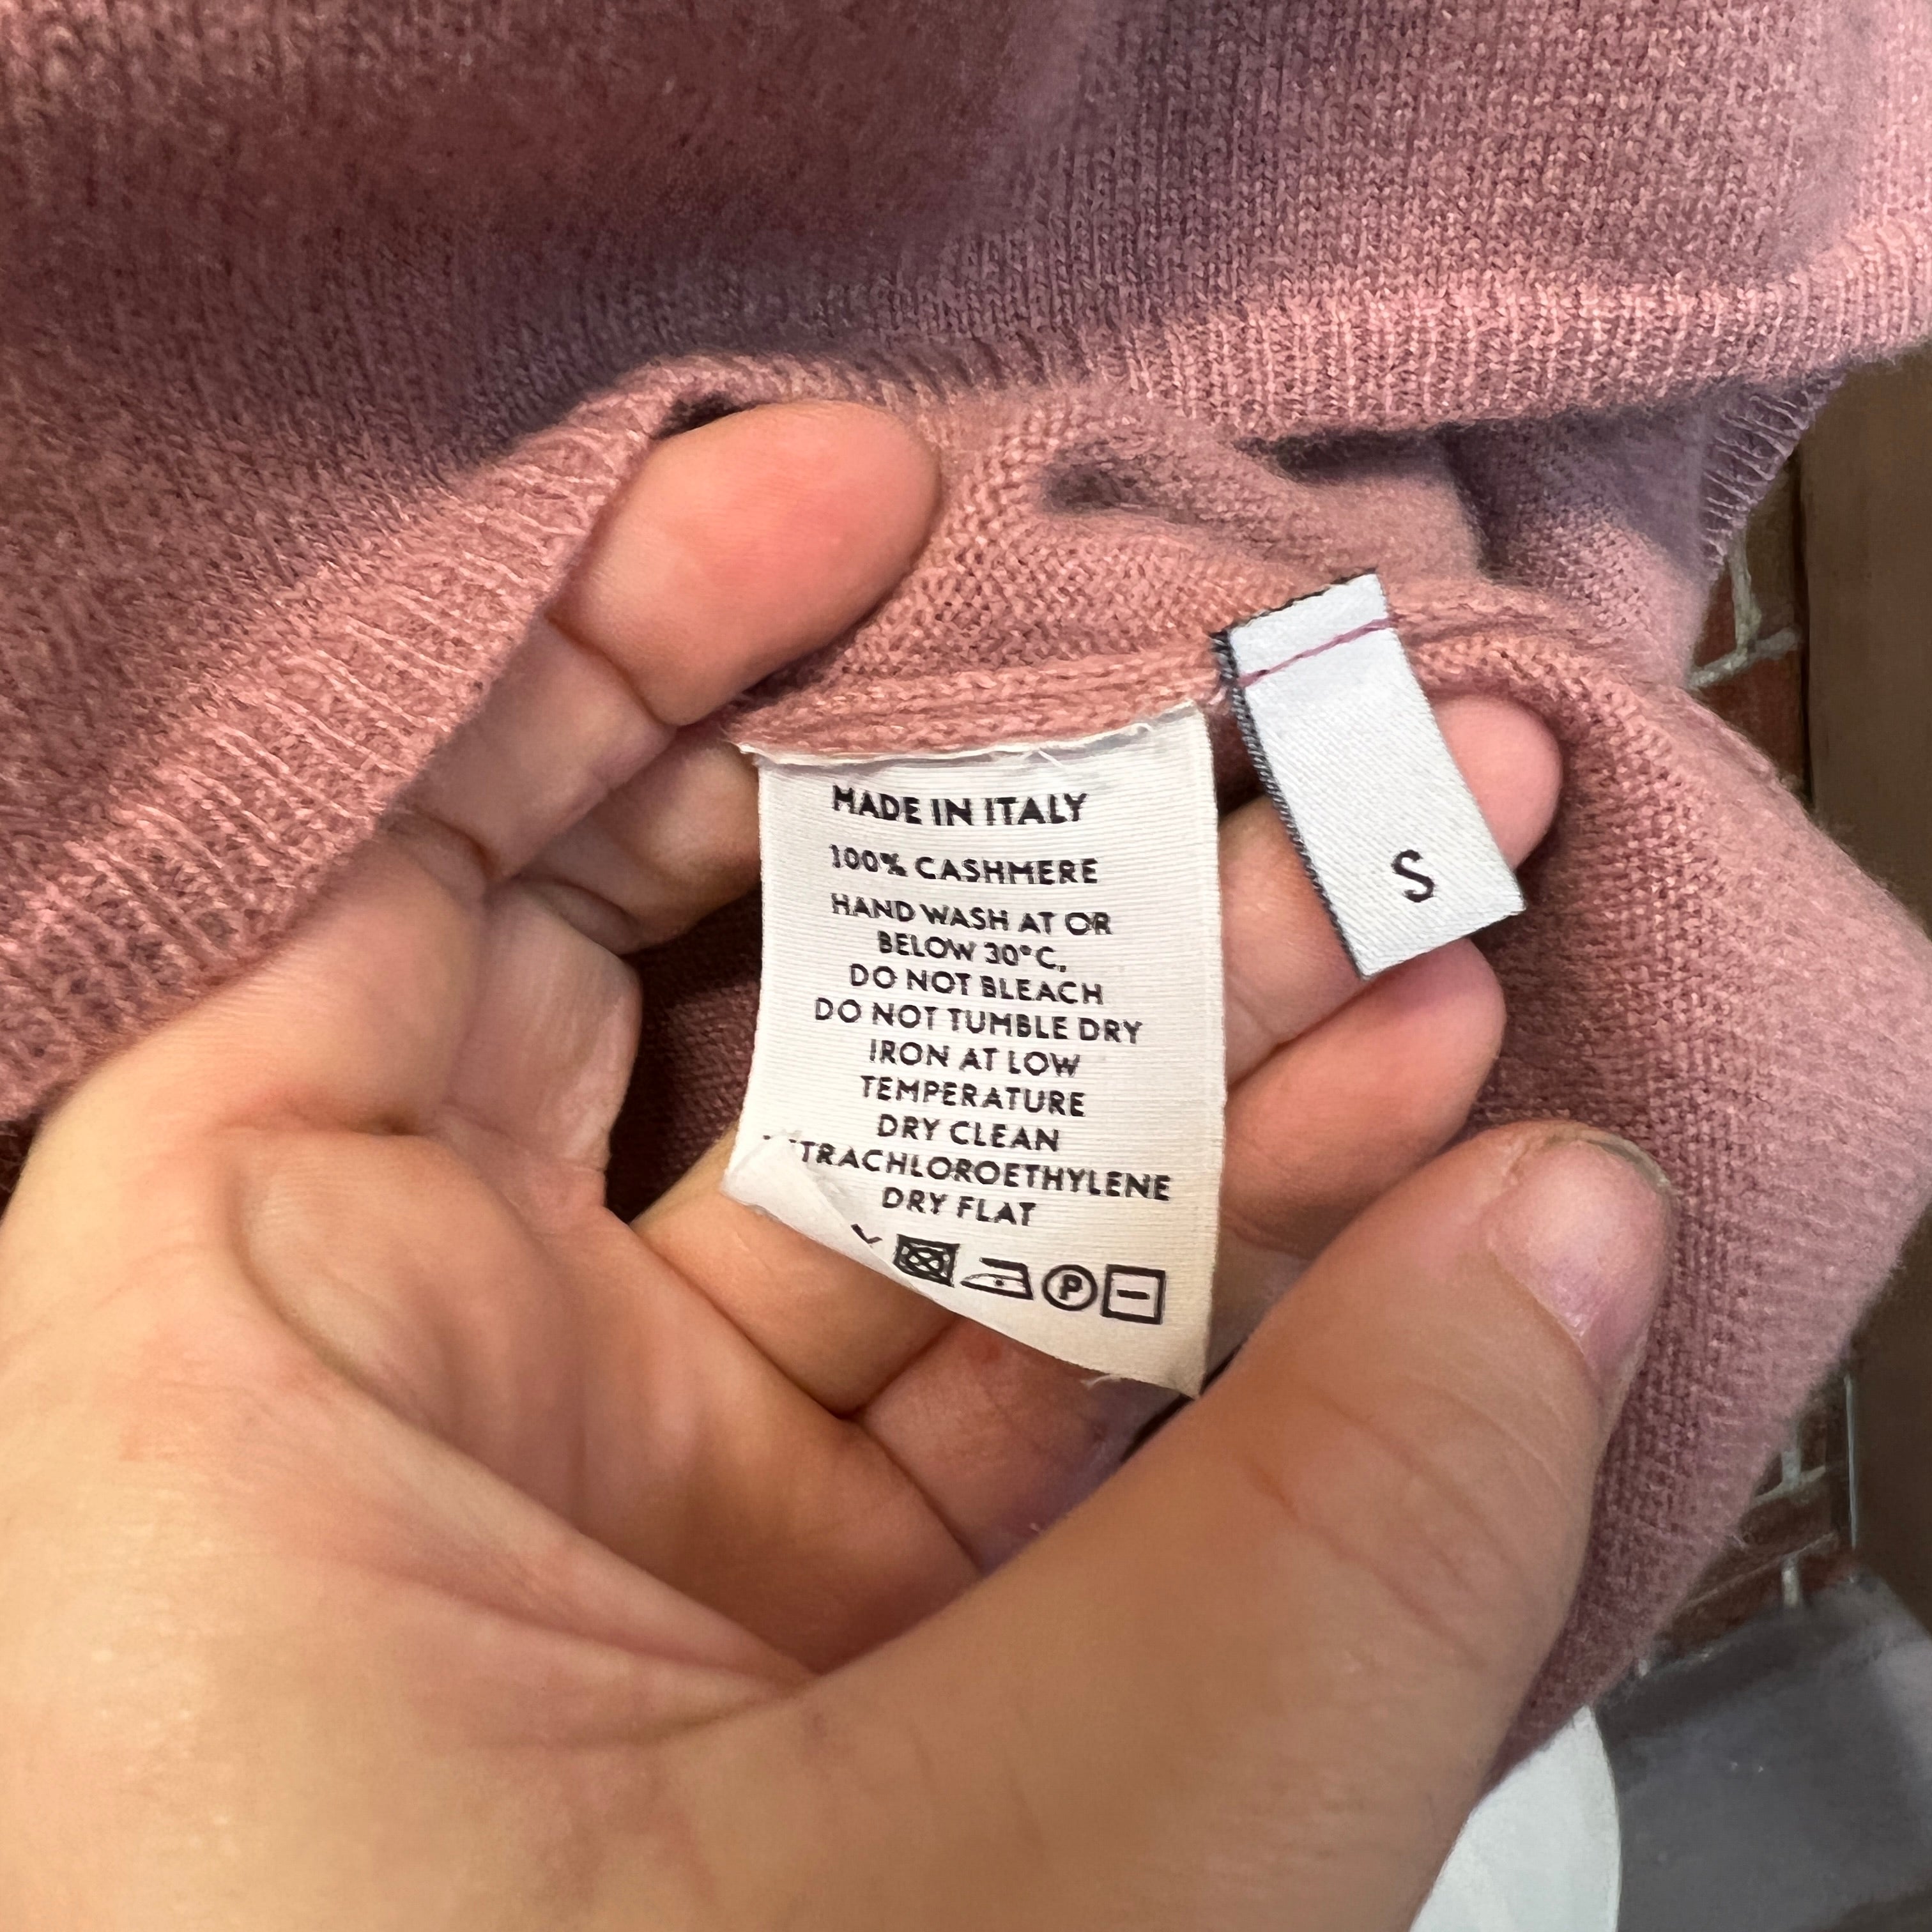 MADE IN ITALY
100% CASHMERE
HAND WASH AT OR
BELOW 30°C,
DO NOT BLEACH
DO NOT TUMBLE DRY
IRON AT LOW
TEMPERATURE
DRY CLEAN
TRACHLOROETHYLENE
DRY FLAT
P
S